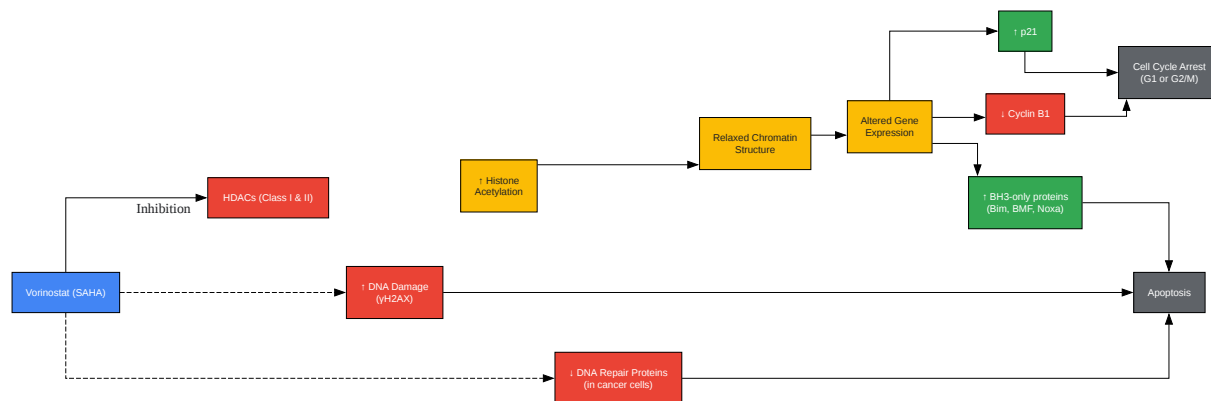 ↑ p21
Cell Cycle Arrest
(G1 or G2/M)
↓ Cyclin B1
Altered Gene
Expression
Relaxed Chromatin
Structure
↑ Histone
Acetylation
↑ BH3-only proteins
(Bim, BMF, Noxa)
HDACs (Class I & II)
Inhibition
Vorinostat (SAHA)
↑ DNA Damage
(γH2AX)
Apoptosis
↓ DNA Repair Proteins
(in cancer cells)